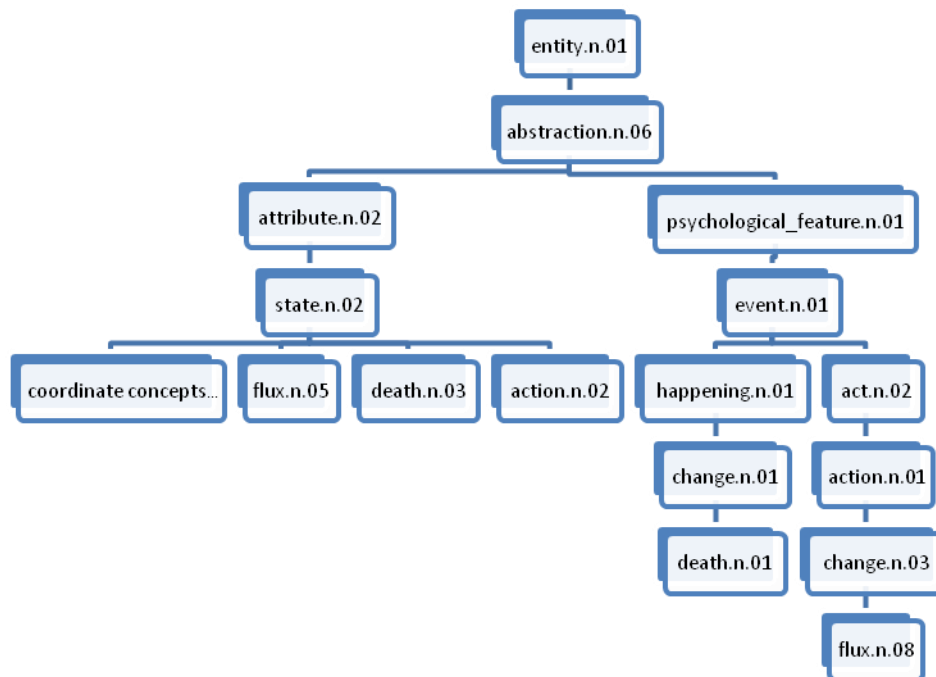 entity.n.01
abstraction.n.06
attribute.n.02
psychological_feature.n.01
state.n.02
event.n.01
coordinate concepts...
flux.n.05
death.n.03
action.n.02
happening.n.01
act.n.02
change.n.01
action.n.01
death.n.01
change.n.03
flux.n.08